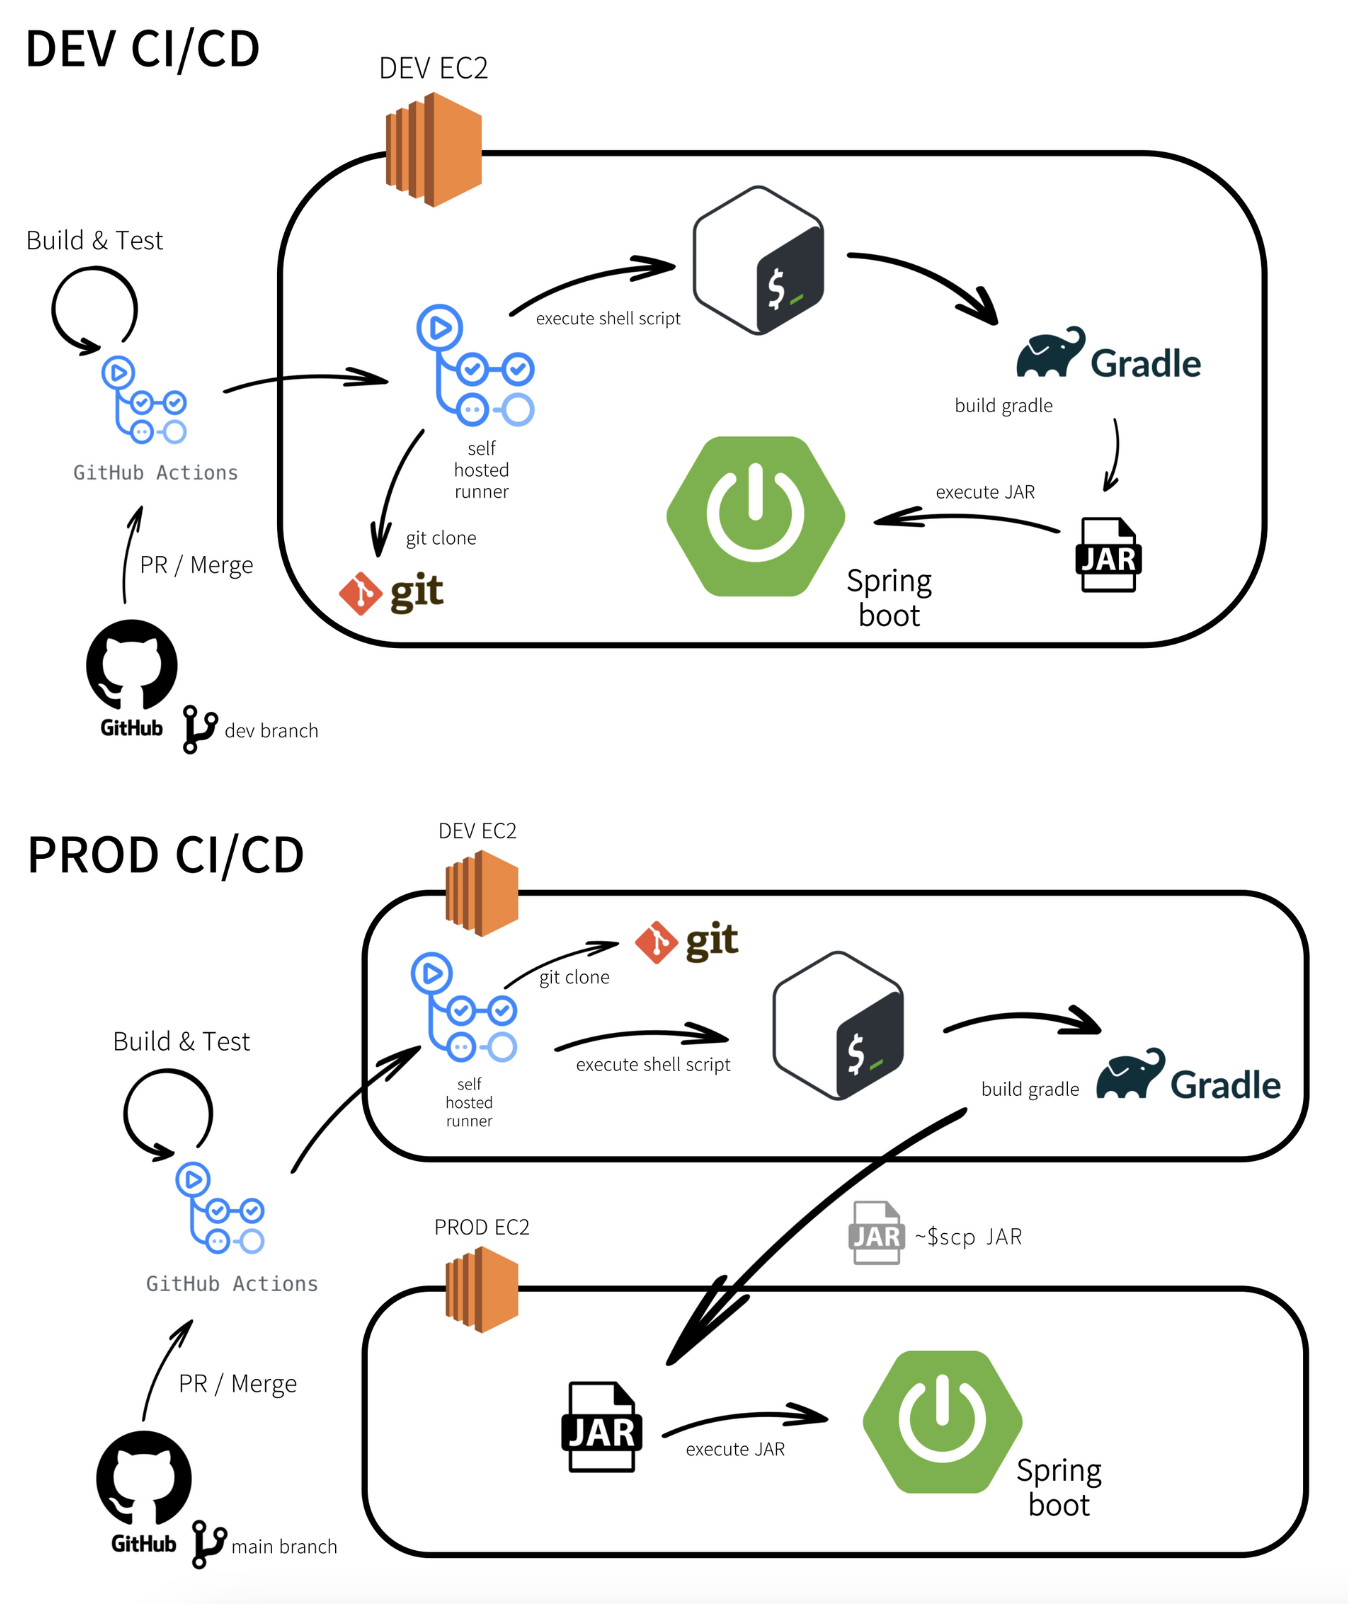 DEV CI/CD
DEV EC2
Build & Test
$_
execute shell script
Gradle
build gradle
self
hosted
runner
GitHub Actions
execute JAR
git clone
JAR
PR / Merge
git
Spring
boot
GitHub
dev branch
PROD CI/CD
DEV EC2
git
git clone
Build & Test
$_
execute shell script
self
hosted
runner
build gradle
Gradle
PROD EC2
JAR
~$scp JAR
GitHub Actions
PR / Merge
JAR
execute JAR
Spring
boot
GitHub
main branch